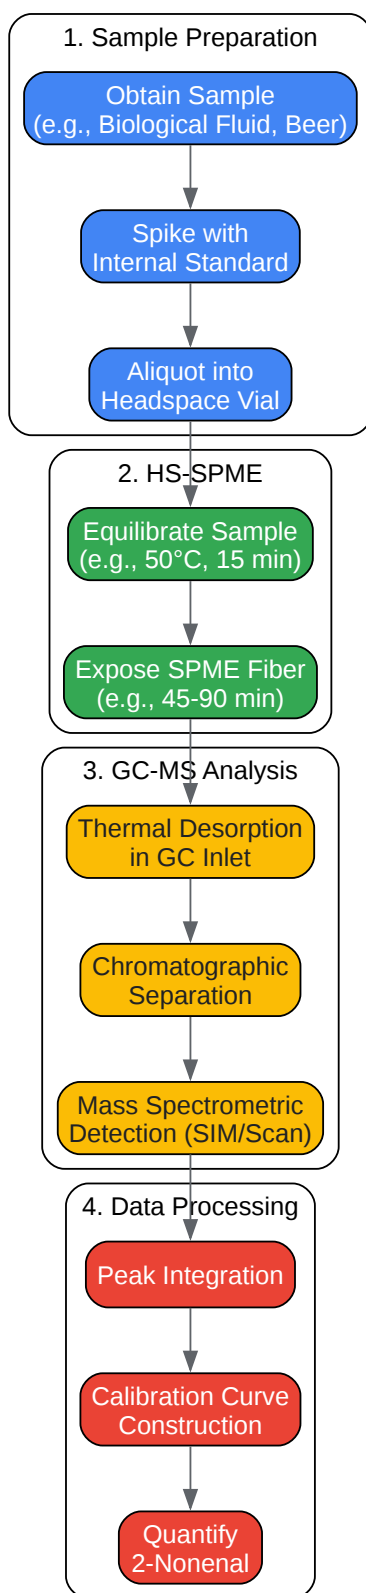 1. Sample Preparation
Obtain Sample
(e.g., Biological Fluid, Beer)
Spike with
Internal Standard
Aliquot into
Headspace Vial
2. HS-SPME
Equilibrate Sample
(e.g., 50°C, 15 min)
Expose SPME Fiber
(e.g., 45-90 min)
3. GC-MS Analysis
Thermal Desorption
in GC Inlet
Chromatographic
Separation
Mass Spectrometric
Detection (SIM/Scan)
4. Data Processing
Peak Integration
Calibration Curve
Construction
Quantify
2-Nonenal